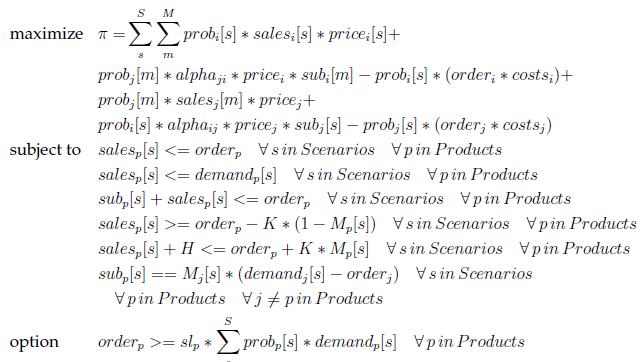 S M
maximize π = ∑ ∑ prob_i[s] * sales_i[s] * price_i[s]+
s m
prob_j[m] * alpha_ji * price_i * sub_i[m] − prob_i[s] * (order_i * costs_i)+
prob_j[m] * sales_j[m] * price_j+
prob_i[s] * alpha_ij * price_j * sub_j[s] − prob_j[s] * (order_j * costs_j)
subject to sales_p[s] <= order_p ∀ s in Scenarios ∀ p in Products
sales_p[s] <= demand_p[s] ∀ s in Scenarios ∀ p in Products
sub_p[s] + sales_p[s] <= order_p ∀ s in Scenarios ∀ p in Products
sales_p[s] >= order_p − K * (1 − M_p[s]) ∀ s in Scenarios ∀ p in Products
sales_p[s] + H <= order_p + K * M_p[s] ∀ s in Scenarios ∀ p in Products
sub_p[s] == M_j[s] * (demand_j[s] − order_j) ∀ s in Scenarios
∀ p in Products ∀ j ≠ p in Products
S
option order_p >= sl_p * ∑ prob_p[s] * demand_p[s] ∀ p in Products